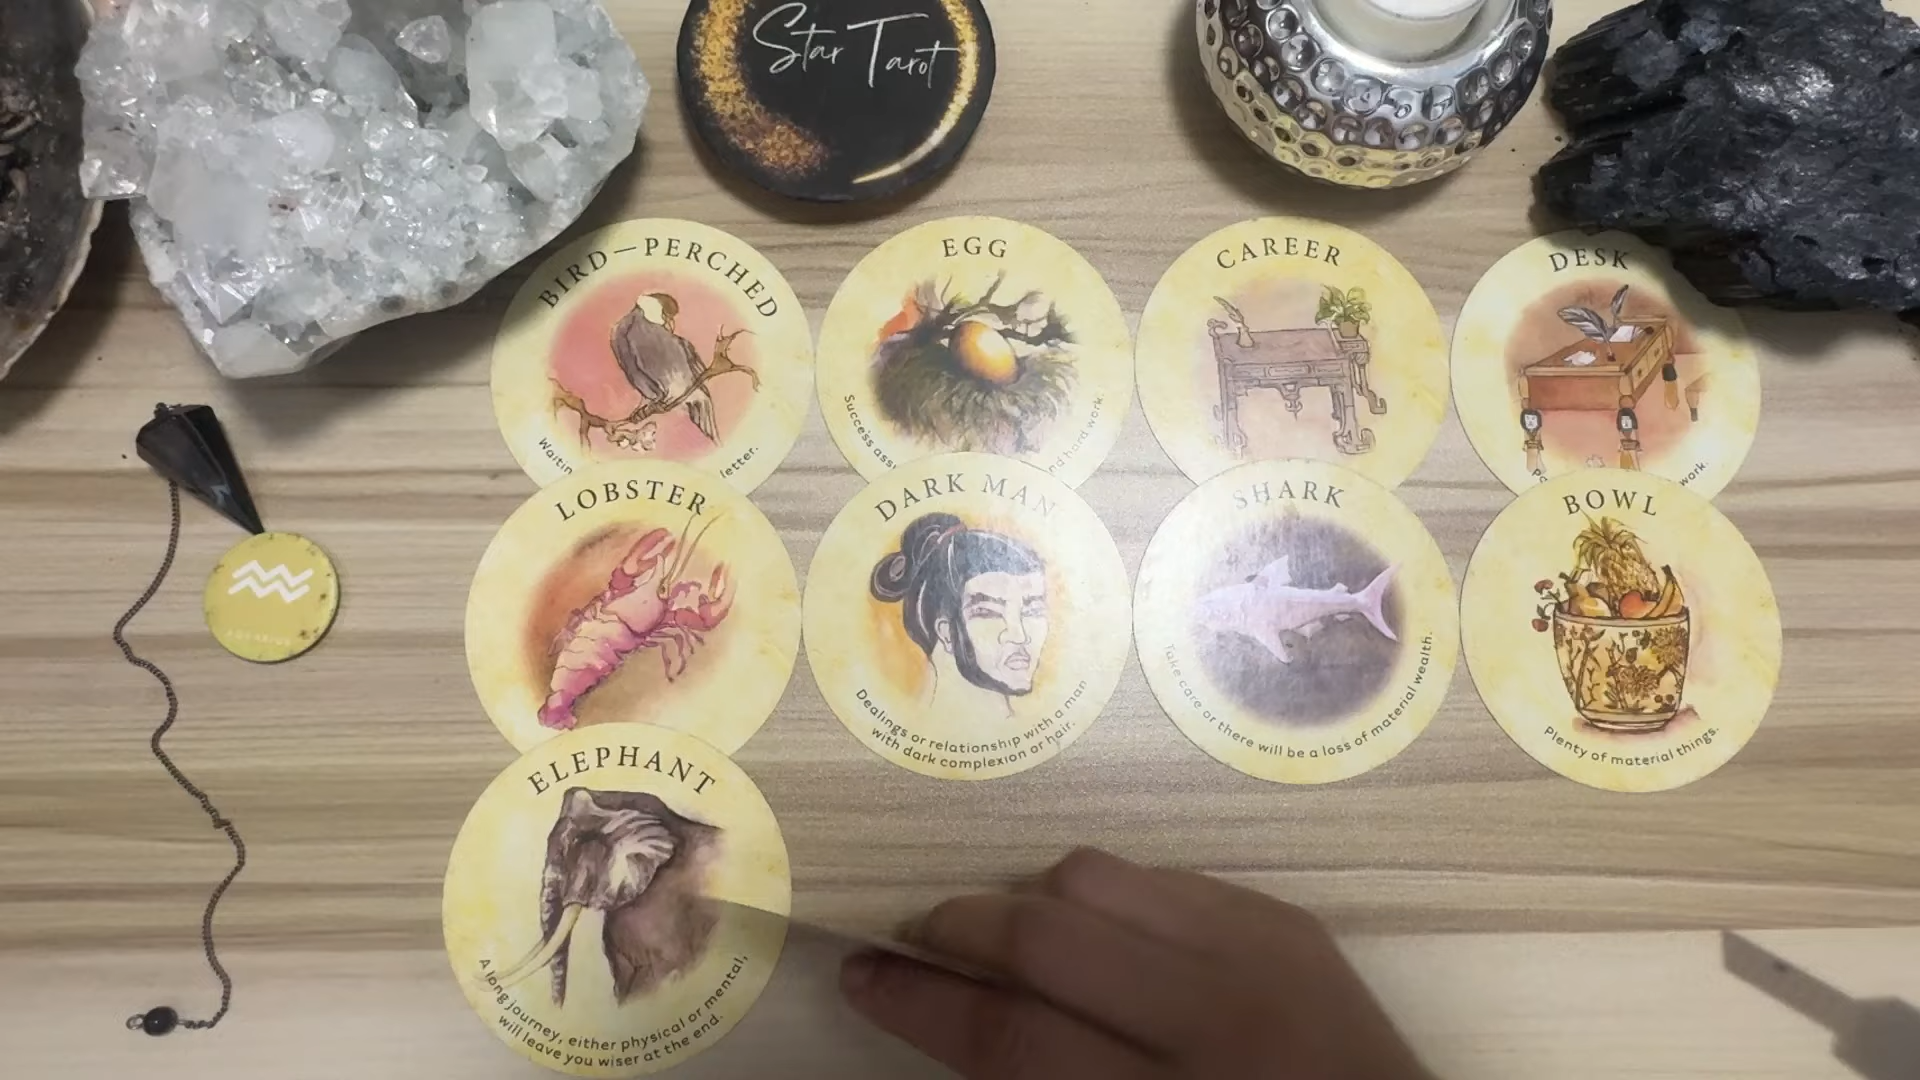 Star Tarot
BIRD—PERCHED
letter.
EGG
Success
hard work.
CAREER
DESK
work.
LOBSTER
DARK MAN
Dealings or relationship with a man
with dark complexion or hair.
SHARK
Take care or there will be a loss of material wealth.
BOWL
Plenty of material things.
ELEPHANT
A long journey, either physical or mental,
will leave you wiser at the end.
AQUARIUS